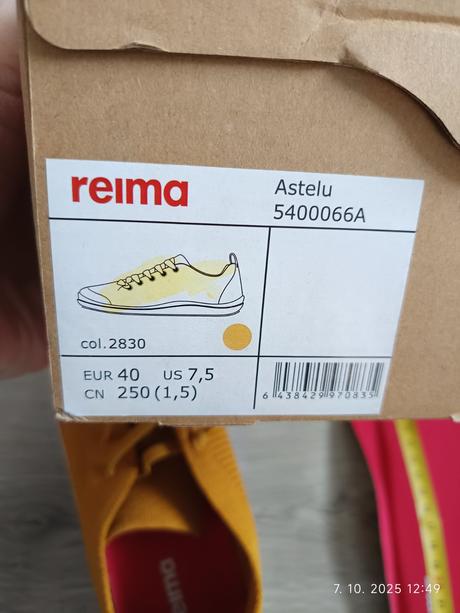 reima
Astelu
5400066A
col.2830
EUR 40 US 7,5
CN 250 (1,5)
6 438429 970835
reima
7. 10. 2025 12:49